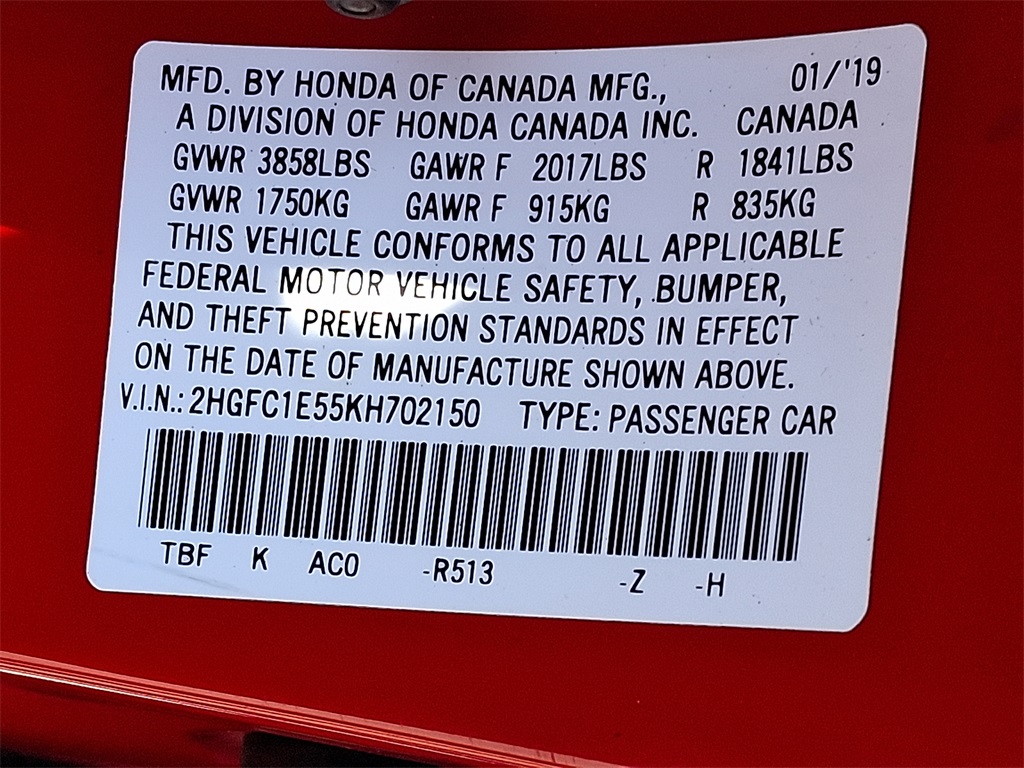 MFD. BY HONDA OF CANADA MFG., 01/'19
A DIVISION OF HONDA CANADA INC. CANADA
GVWR 3858LBS GAWR F 2017LBS R 1841LBS
GVWR 1750KG GAWR F 915KG R 835KG
THIS VEHICLE CONFORMS TO ALL APPLICABLE
FEDERAL MOTOR VEHICLE SAFETY, BUMPER,
AND THEFT PREVENTION STANDARDS IN EFFECT
ON THE DATE OF MANUFACTURE SHOWN ABOVE.
V.I.N.: 2HGFC1E55KH702150 TYPE: PASSENGER CAR
TBF K AC0 -R513 -Z -H